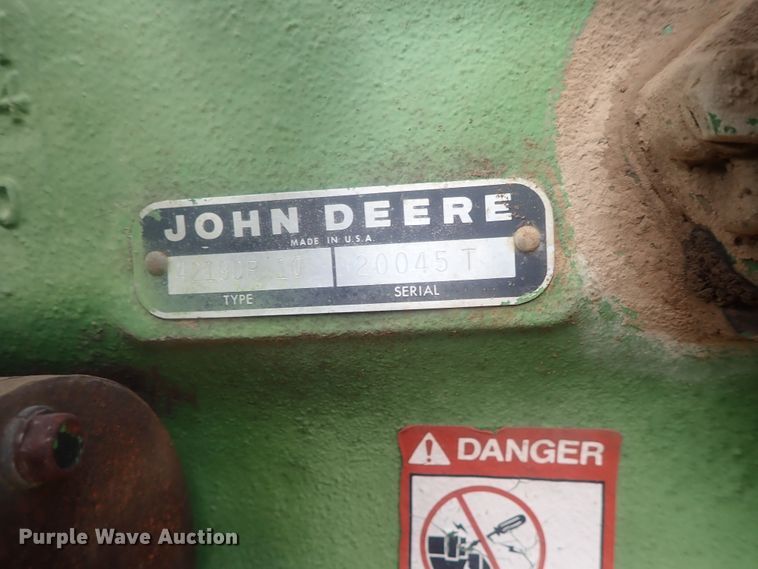 JOHN DEERE
MADE IN U.S.A.
20045 T
TYPE
SERIAL
DANGER
Purple Wave Auction